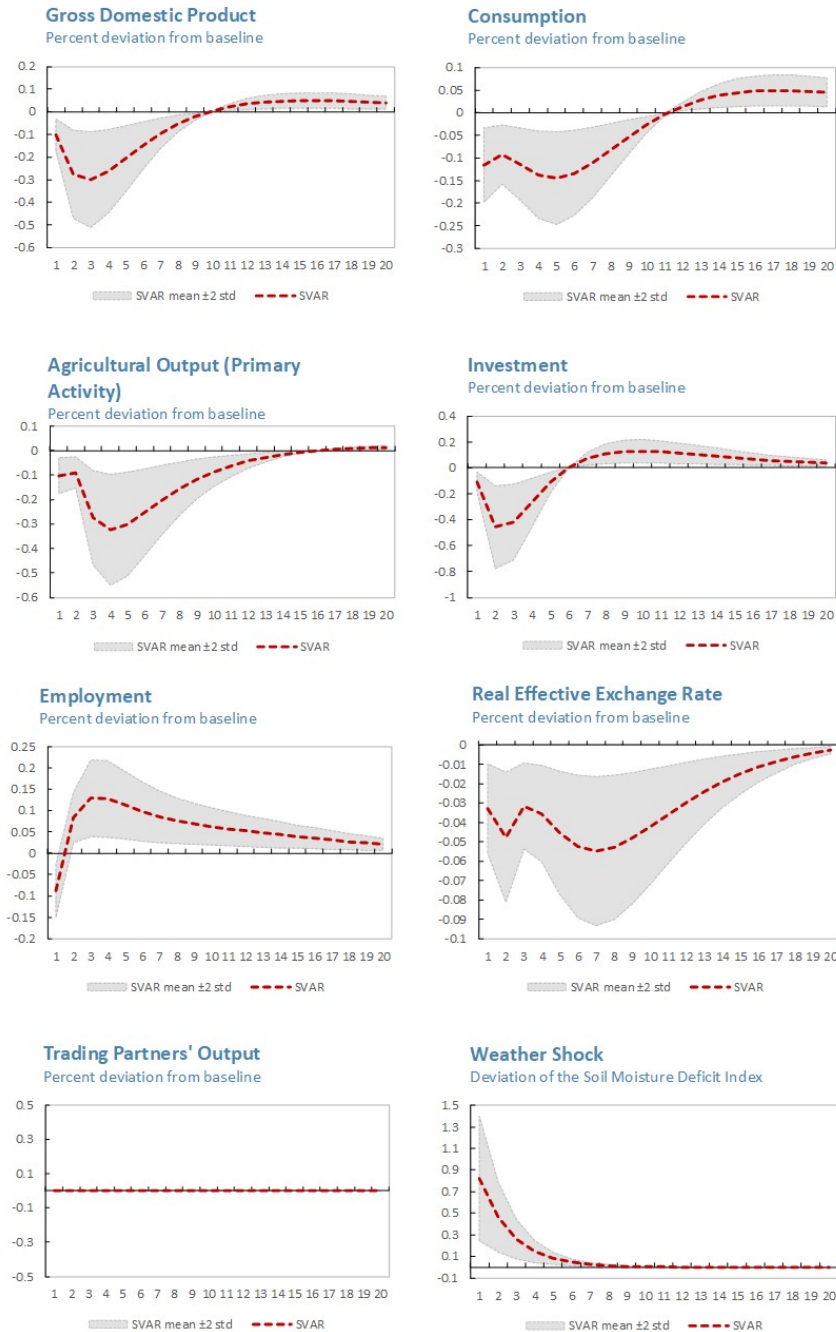 Gross Domestic Product
Percent deviation from baseline
0.2
0.1
0
-0.1
-0.2
-0.3
-0.4
-0.5
-0.6
1 2 3 4 5 6 7 8 9 10 11 12 13 14 15 16 17 18 19 20
SVAR mean ±2 std SVAR
Consumption
Percent deviation from baseline
0.1
0.05
0
-0.05
-0.1
-0.15
-0.2
-0.25
-0.3
1 2 3 4 5 6 7 8 9 10 11 12 13 14 15 16 17 18 19 20
SVAR mean ±2 std SVAR
Agricultural Output (Primary
Activity)
Percent deviation from baseline
0.1
0
-0.1
-0.2
-0.3
-0.4
-0.5
-0.6
1 2 3 4 5 6 7 8 9 10 11 12 13 14 15 16 17 18 19 20
SVAR mean ±2 std SVAR
Investment
Percent deviation from baseline
0.4
0.2
0
-0.2
-0.4
-0.6
-0.8
-1
1 2 3 4 5 6 7 8 9 10 11 12 13 14 15 16 17 18 19 20
SVAR mean ±2 std SVAR
Employment
Percent deviation from baseline
0.25
0.2
0.15
0.1
0.05
0
-0.05
-0.1
-0.15
-0.2
1 2 3 4 5 6 7 8 9 10 11 12 13 14 15 16 17 18 19 20
SVAR mean ±2 std SVAR
Real Effective Exchange Rate
Percent deviation from baseline
0
-0.01
-0.02
-0.03
-0.04
-0.05
-0.06
-0.07
-0.08
-0.09
-0.1
1 2 3 4 5 6 7 8 9 10 11 12 13 14 15 16 17 18 19 20
SVAR mean ±2 std SVAR
Trading Partners' Output
Percent deviation from baseline
0.5
0.3
0.1
-0.1
-0.3
-0.5
1 2 3 4 5 6 7 8 9 10 11 12 13 14 15 16 17 18 19 20
SVAR mean ±2 std SVAR
Weather Shock
Deviation of the Soil Moisture Deficit Index
1.5
1.3
1.1
0.9
0.7
0.5
0.3
0.1
-0.1
1 2 3 4 5 6 7 8 9 10 11 12 13 14 15 16 17 18 19 20
SVAR mean ±2 std SVAR